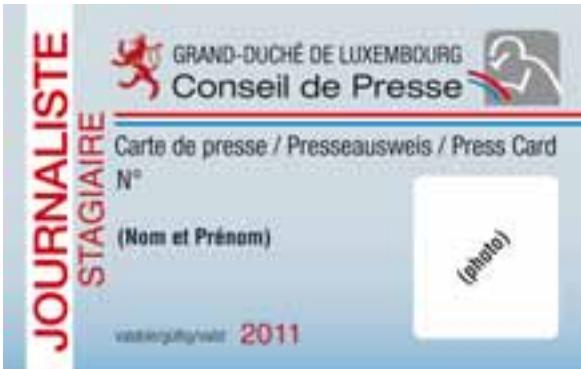 JOURNALISTE
STAGIAIRE
GRAND-DUCHÉ DE LUXEMBOURG
Conseil de Presse
Carte de presse / Presseausweis / Press Card
N°
(Nom et Prénom)
(photo)
valable/gültig/valid 2011